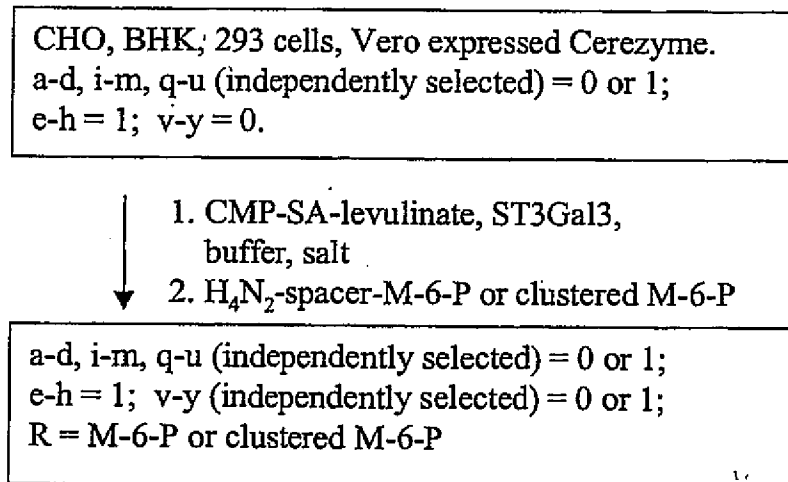 CHO, BHK, 293 cells, Vero expressed Cerezyme.
a-d, i-m, q-u (independently selected) = 0 or 1;
e-h = 1; v-y = 0.
1. CMP-SA-levulinate, ST3Gal3,
buffer, salt
2. H₄N₂-spacer-M-6-P or clustered M-6-P
a-d, i-m, q-u (independently selected) = 0 or 1;
e-h = 1; v-y (independently selected) = 0 or 1;
R = M-6-P or clustered M-6-P